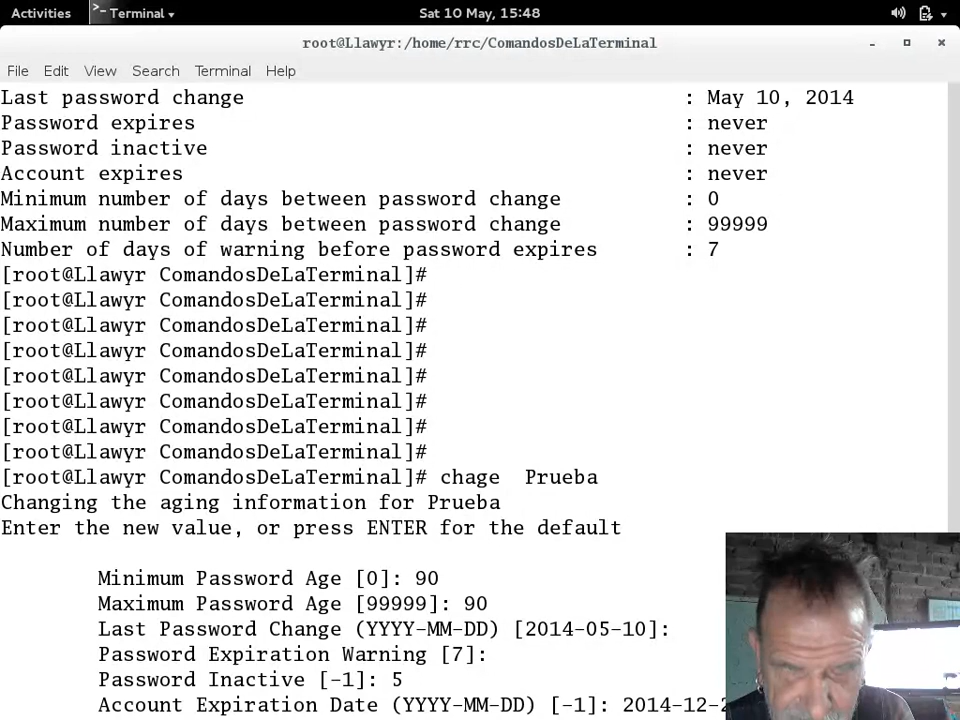 Activities >_ Terminal Sat 10 May, 15:48
root@Llawyr:/home/rrc/ComandosDeLaTerminal
File Edit View Search Terminal Help
Last password change : May 10, 2014
Password expires : never
Password inactive : never
Account expires : never
Minimum number of days between password change : 0
Maximum number of days between password change : 99999
Number of days of warning before password expires : 7
[root@Llawyr ComandosDeLaTerminal]#
[root@Llawyr ComandosDeLaTerminal]#
[root@Llawyr ComandosDeLaTerminal]#
[root@Llawyr ComandosDeLaTerminal]#
[root@Llawyr ComandosDeLaTerminal]#
[root@Llawyr ComandosDeLaTerminal]#
[root@Llawyr ComandosDeLaTerminal]#
[root@Llawyr ComandosDeLaTerminal]#
[root@Llawyr ComandosDeLaTerminal]# chage  Prueba
Changing the aging information for Prueba
Enter the new value, or press ENTER for the default
Minimum Password Age [0]: 90
Maximum Password Age [99999]: 90
Last Password Change (YYYY-MM-DD) [2014-05-10]:
Password Expiration Warning [7]:
Password Inactive [-1]: 5
Account Expiration Date (YYYY-MM-DD) [-1]: 2014-12-2